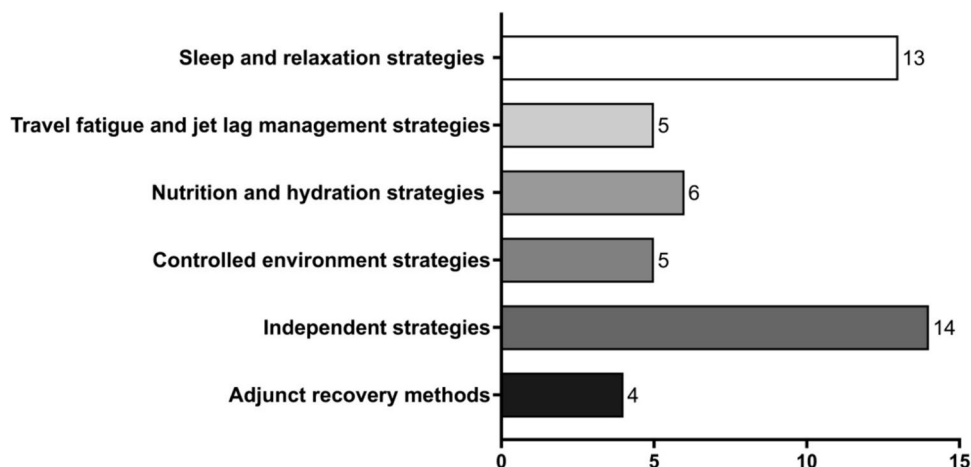 Sleep and relaxation strategies 13
Travel fatigue and jet lag management strategies 5
Nutrition and hydration strategies 6
Controlled environment strategies 5
Independent strategies 14
Adjunct recovery methods 4
0 5 10 15